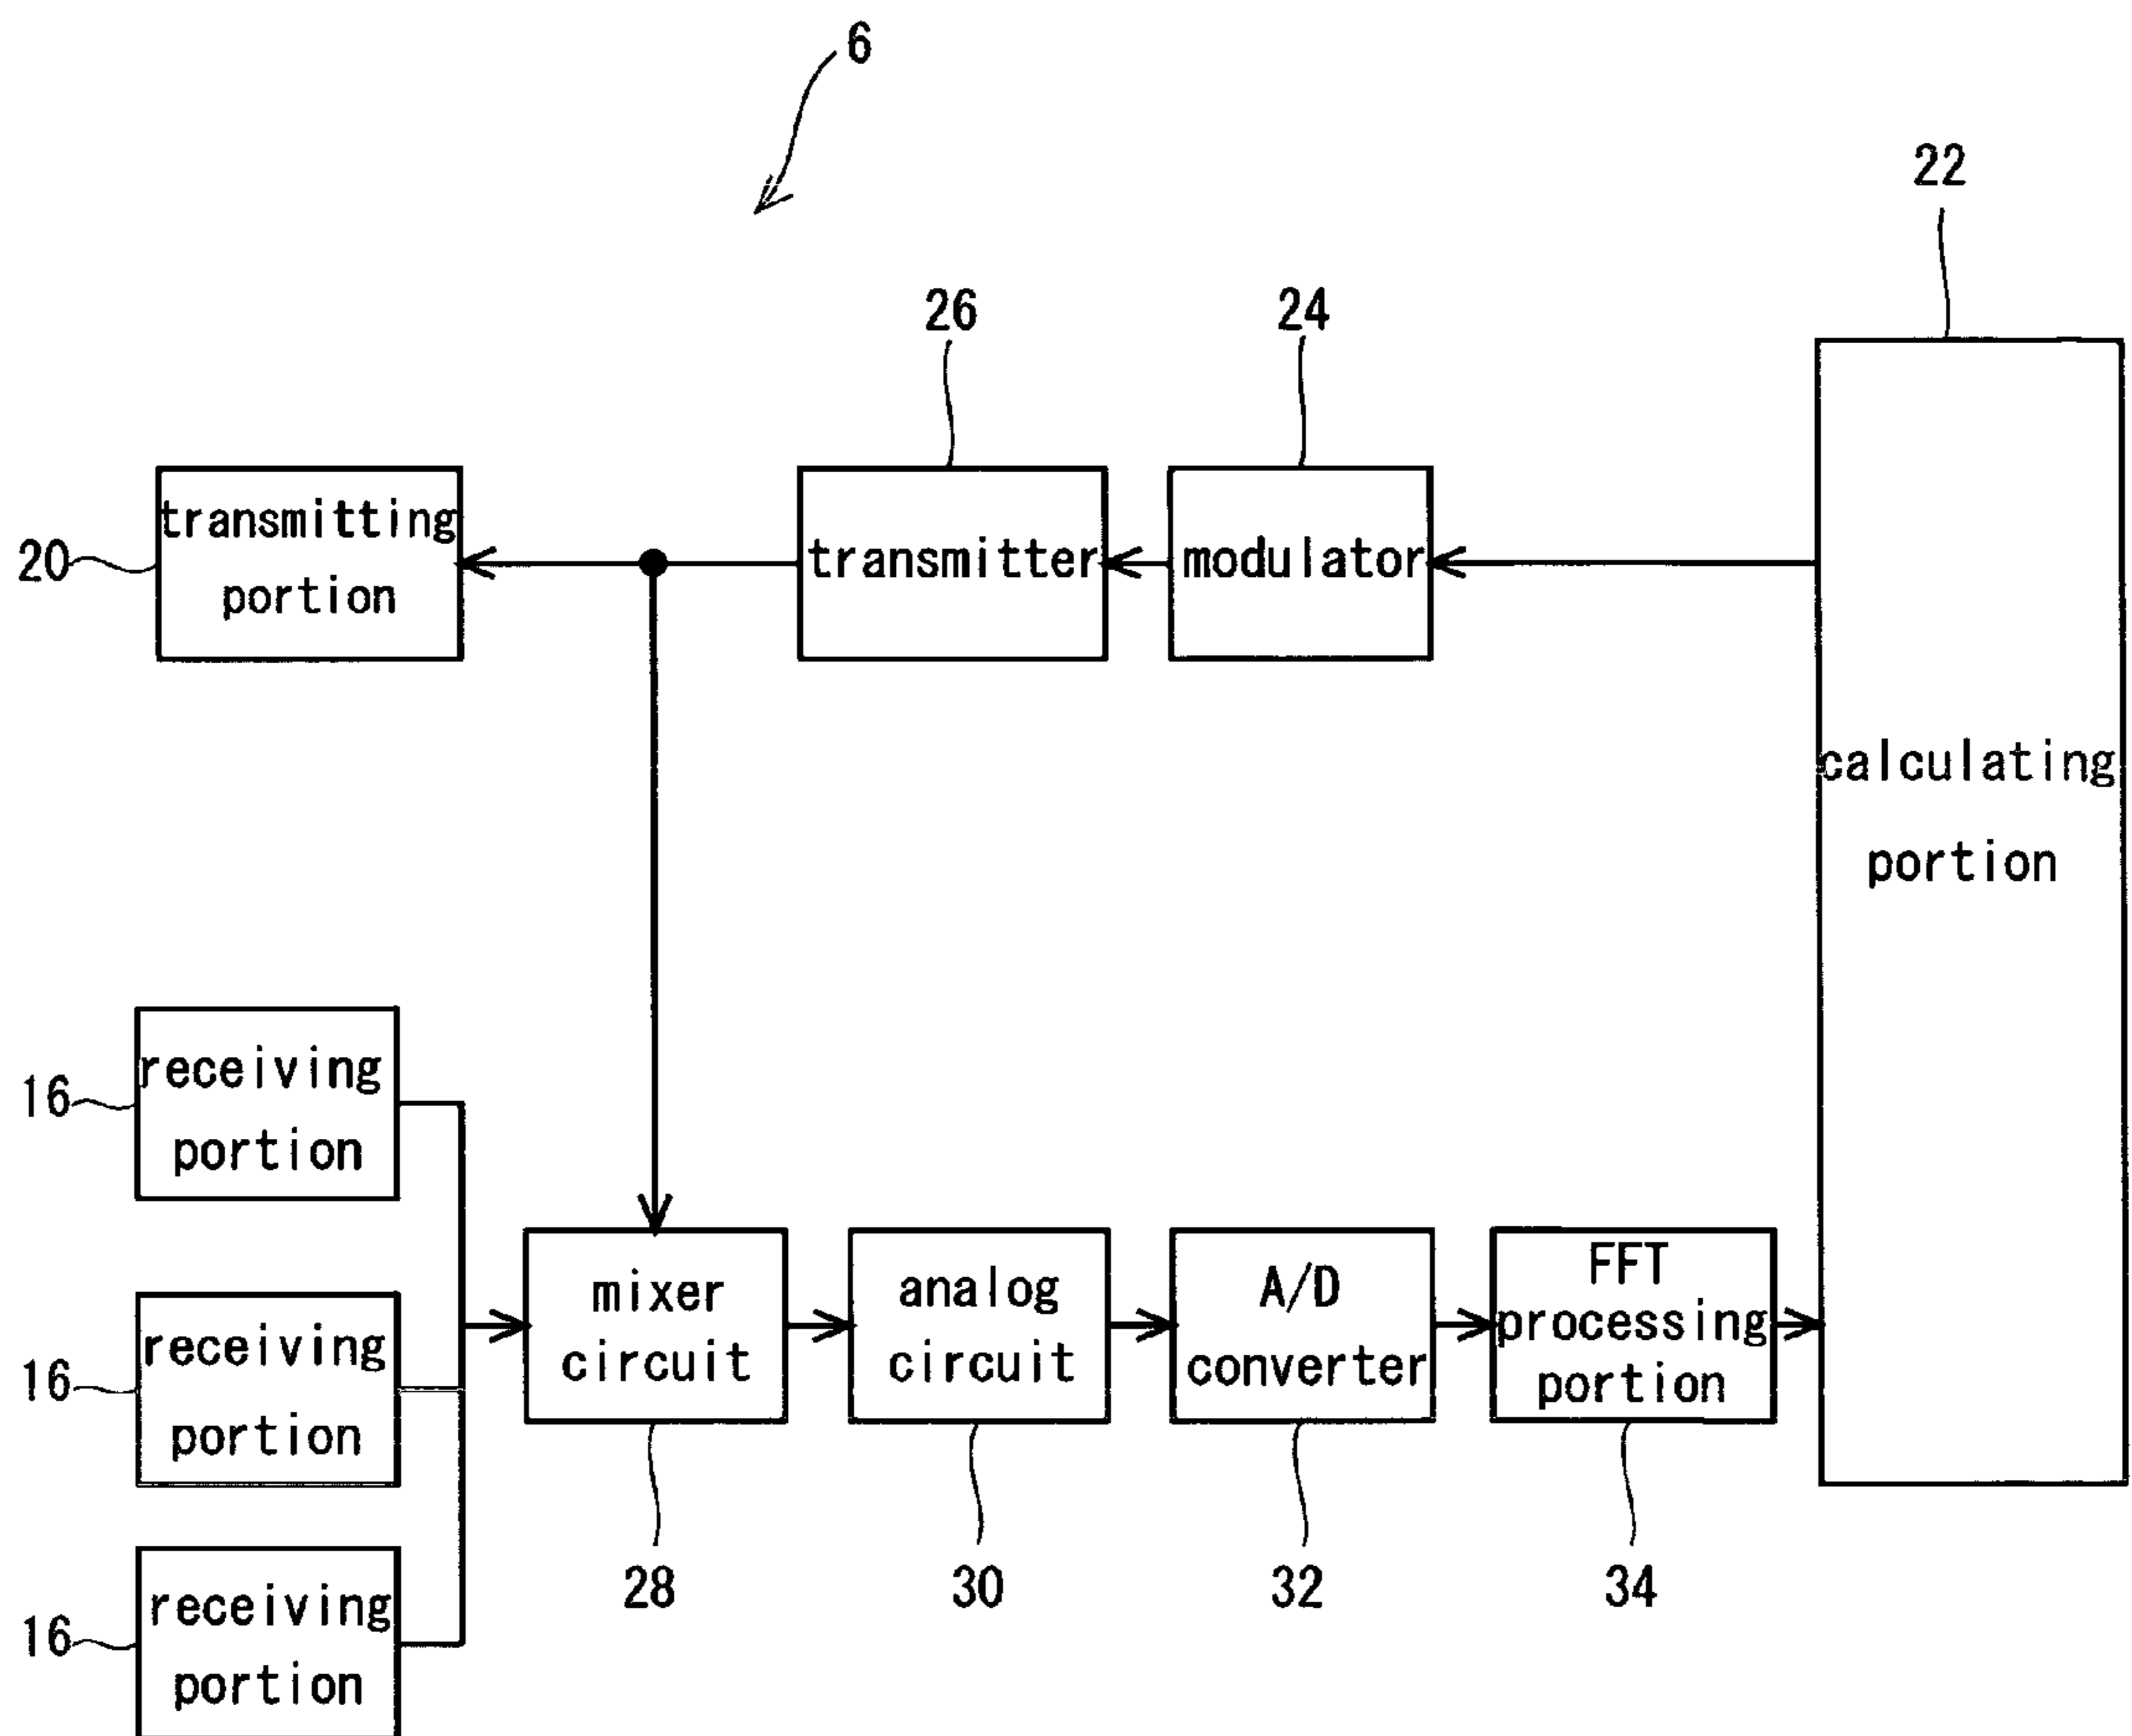 6
22
26
24
20
transmitting
portion
transmitter
modulator
calculating
portion
16
receiving
portion
16
receiving
portion
16
receiving
portion
mixer
circuit
analog
circuit
A/D
converter
FFT
processing
portion
28
30
32
34